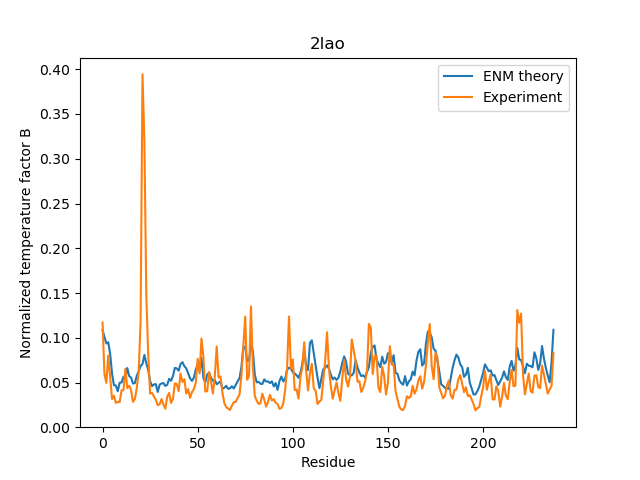 2lao
ENM theory
Experiment
Normalized temperature factor B
0.40
0.35
0.30
0.25
0.20
0.15
0.10
0.05
0.00
0 50 100 150 200
Residue